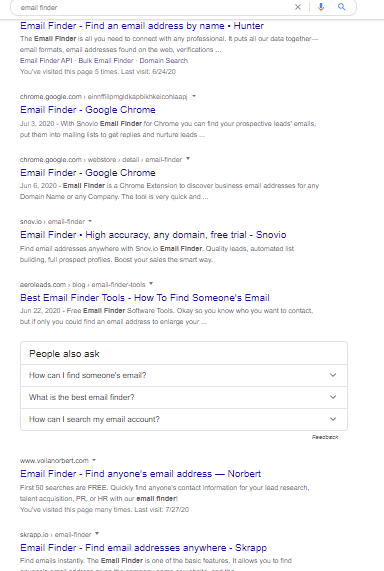 email finder
Email Finder - Find an email address by name • Hunter
The Email Finder is all you need to connect with any professional. It puts all our data together—
email formats, email addresses found on the web, verifications ...
Email Finder API · Bulk Email Finder · Domain Search
You've visited this page 5 times. Last visit: 6/24/20
chrome.google.com ›
Email Finder - Google Chrome
Jul 3, 2020 - With Snovio Email Finder for Chrome you can find your prospective leads' emails,
put them into mailing lists to get replies and nurture leads ...
chrome.google.com › webstore › detail › email-finder
Email Finder - Google Chrome
Jun 6, 2020 - Email Finder is a Chrome Extension to discover business email addresses for any
Domain Name or any Company. The tool is very quick and ...
snov.io › email-finder
Email Finder • High accuracy, any domain, free trial - Snovio
Find email addresses anywhere with Snov.io Email Finder. Quality leads, automated list
building, full prospect profiles. Boost your sales the smart way.
aeroleads.com › blog › email-finder-tools
Best Email Finder Tools - How To Find Someone's Email
Jun 22, 2020 - Free Email Finder Software Tools. Okay so you know who you want to contact,
but if only you could find an email address to enlarge your ...
People also ask
How can I find someone's email?
What is the best email finder?
How can I search my email account?
Feedback
www.voilanorbert.com
Email Finder - Find anyone's email address — Norbert
First 50 searches are FREE. Quickly find anyone's contact information for your lead research,
talent acquisition, PR, or HR with our email finder!
You've visited this page many times. Last visit: 7/27/20
skrapp.io › email-finder
Email Finder - Find email addresses anywhere - Skrapp
Find emails instantly. The Email Finder is one of the basic features. It allows you to find